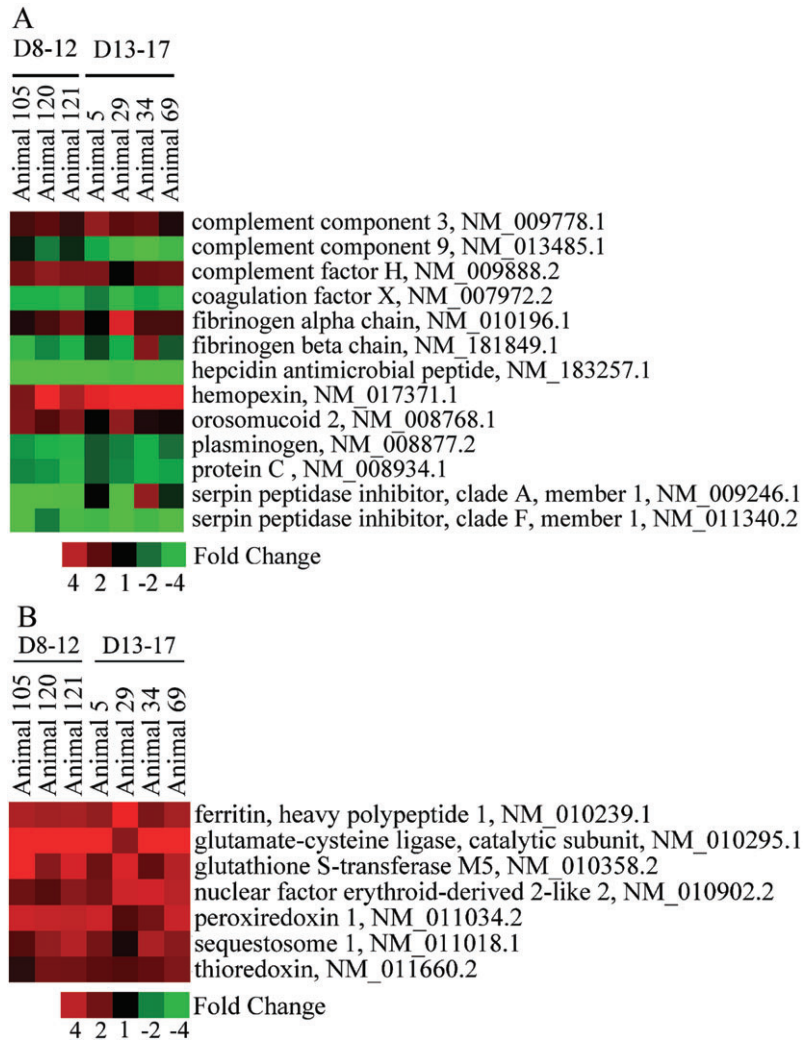 A
D8-12 D13-17
Animal 105
Animal 120
Animal 121
Animal 5
Animal 29
Animal 34
Animal 69
complement component 3, NM_009778.1
complement component 9, NM_013485.1
complement factor H, NM_009888.2
coagulation factor X, NM_007972.2
fibrinogen alpha chain, NM_010196.1
fibrinogen beta chain, NM_181849.1
hepcidin antimicrobial peptide, NM_183257.1
hemopexin, NM_017371.1
orosomucoid 2, NM_008768.1
plasminogen, NM_008877.2
protein C , NM_008934.1
serpin peptidase inhibitor, clade A, member 1, NM_009246.1
serpin peptidase inhibitor, clade F, member 1, NM_011340.2
Fold Change
4 2 1 -2 -4
B
D8-12 D13-17
Animal 105
Animal 120
Animal 121
Animal 5
Animal 29
Animal 34
Animal 69
ferritin, heavy polypeptide 1, NM_010239.1
glutamate-cysteine ligase, catalytic subunit, NM_010295.1
glutathione S-transferase M5, NM_010358.2
nuclear factor erythroid-derived 2-like 2, NM_010902.2
peroxiredoxin 1, NM_011034.2
sequestosome 1, NM_011018.1
thioredoxin, NM_011660.2
Fold Change
4 2 1 -2 -4